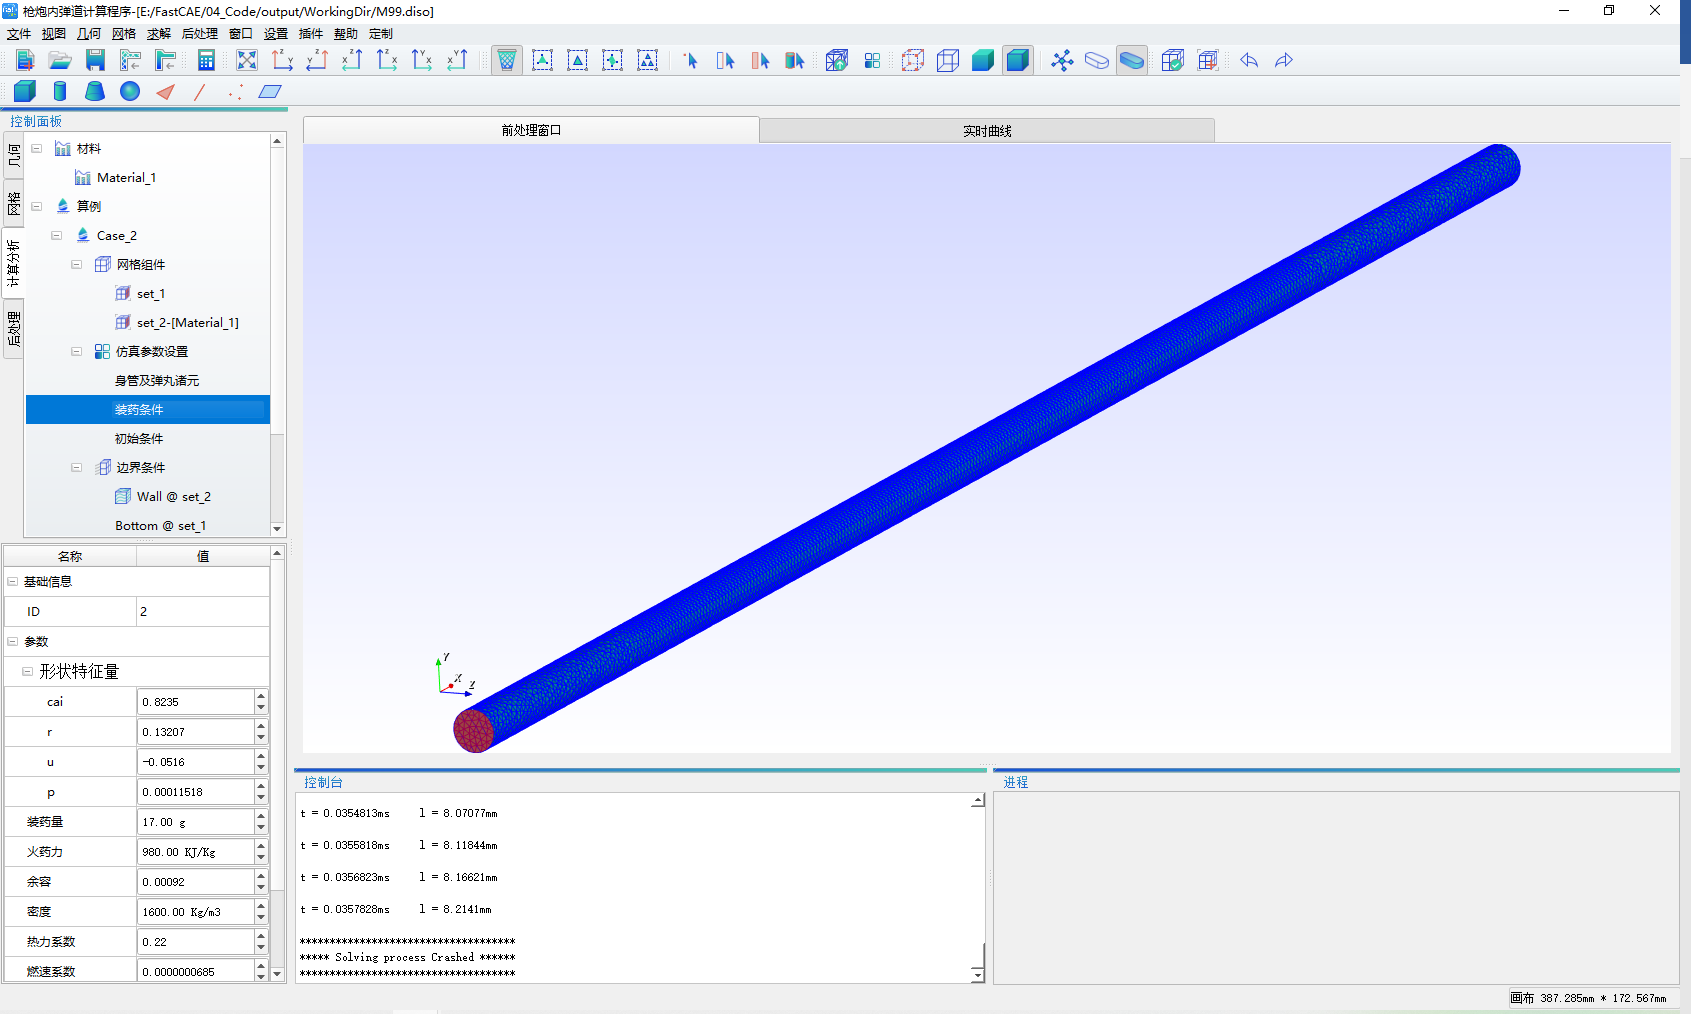 枪炮内弹道计算程序-[E:/FastCAE/04_Code/output/WorkingDir/M99.diso]
文件 视图 几何 网格 求解 后处理 窗口 设置 插件 帮助 定制
控制面板
几何
网格
计算分析
后处理
材料
Material_1
算例
Case_2
网格组件
set_1
set_2-[Material_1]
仿真参数设置
身管及弹丸诸元
装药条件
初始条件
边界条件
Wall @ set_2
Bottom @ set_1
名称 值
基础信息
ID 2
参数
形状特征量
cai 0.8235
r 0.13207
u -0.0516
p 0.00011518
装药量 17.00 g
火药力 980.00 KJ/Kg
余容 0.00092
密度 1600.00 Kg/m3
热力系数 0.22
燃速系数 0.0000000685
前处理窗口 实时曲线
Y
X
Z
控制台
t = 0.0354813ms l = 8.07077mm
t = 0.0355818ms l = 8.11844mm
t = 0.0356823ms l = 8.16621mm
t = 0.0357828ms l = 8.2141mm
************************************
***** Solving process Crashed ******
************************************
进程
画布 387.285mm * 172.567mm